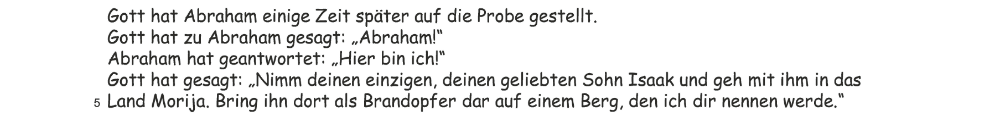 Gott hat Abraham einige Zeit später auf die Probe gestellt.
Gott hat zu Abraham gesagt: „Abraham!“
Abraham hat geantwortet: „Hier bin ich!“
Gott hat gesagt: „Nimm deinen einzigen, deinen geliebten Sohn Isaak und geh mit ihm in das
5 Land Morija. Bring ihn dort als Brandopfer dar auf einem Berg, den ich dir nennen werde.“